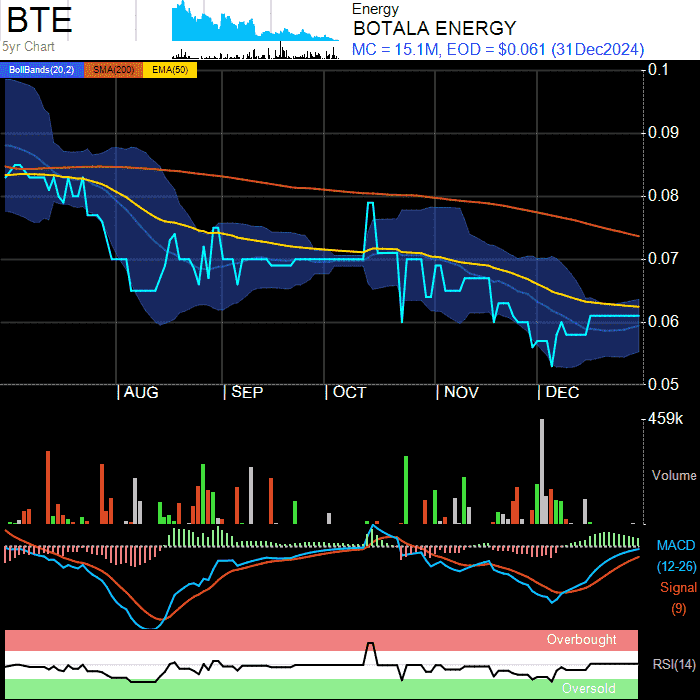 BTE
5yr Chart
Energy
BOTALA ENERGY
MC = 15.1M, EOD = $0.061 (31Dec2024)
BollBands(20,2) SMA(200) EMA(50)
0.1
0.09
0.08
0.07
0.06
0.05
AUG SEP OCT NOV DEC
459k
Volume
MACD
(12-26)
Signal
(9)
Overbought
RSI(14)
Oversold